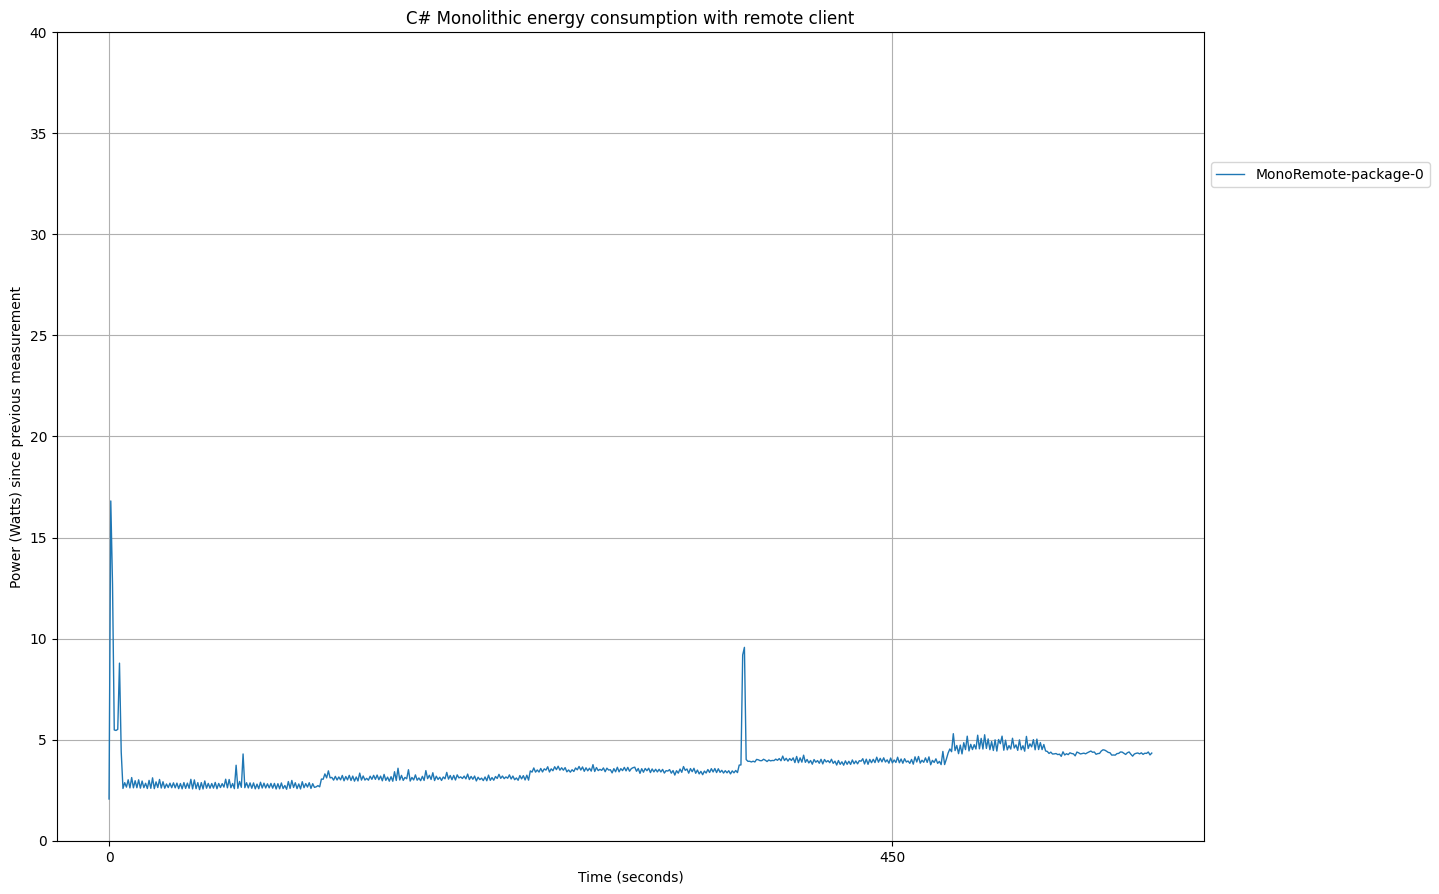 C# Monolithic energy consumption with remote client
40
35
30
25
20
15
10
5
0
Power (Watts) since previous measurement
0
450
Time (seconds)
MonoRemote-package-0